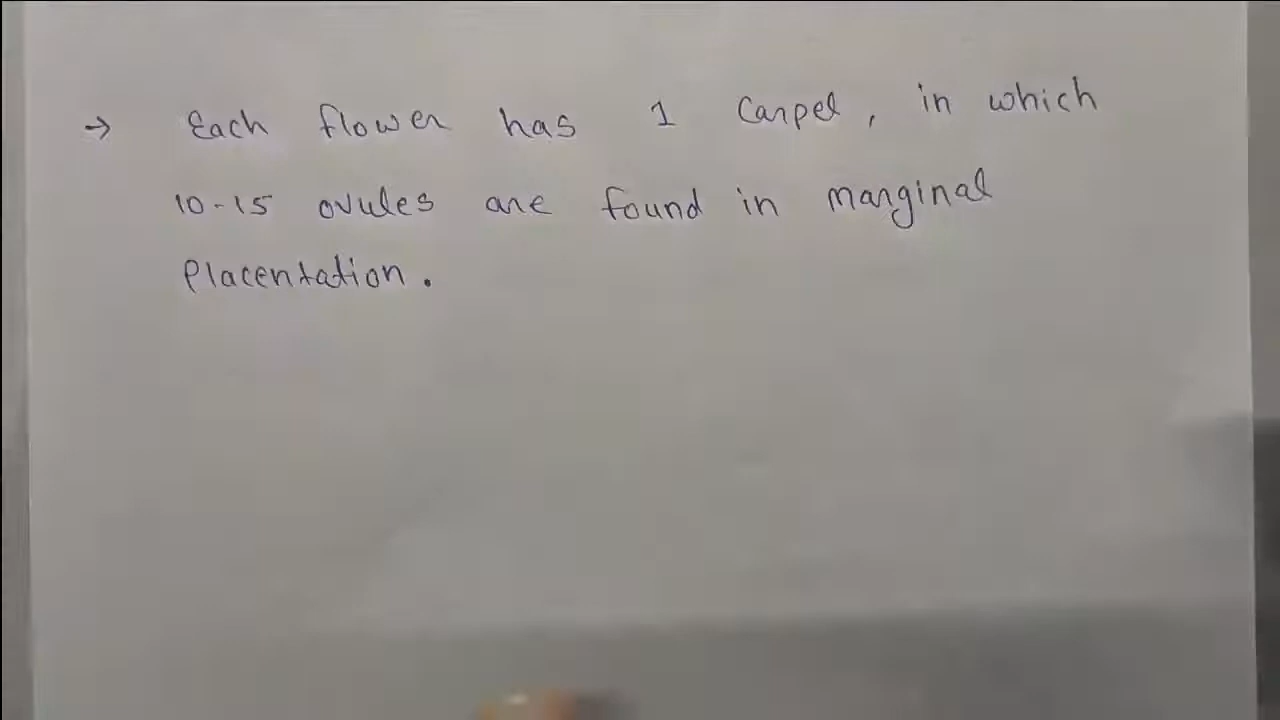 → Each flower has 1 Carpel, in which
10-15 ovules are found in marginal
Placentation.